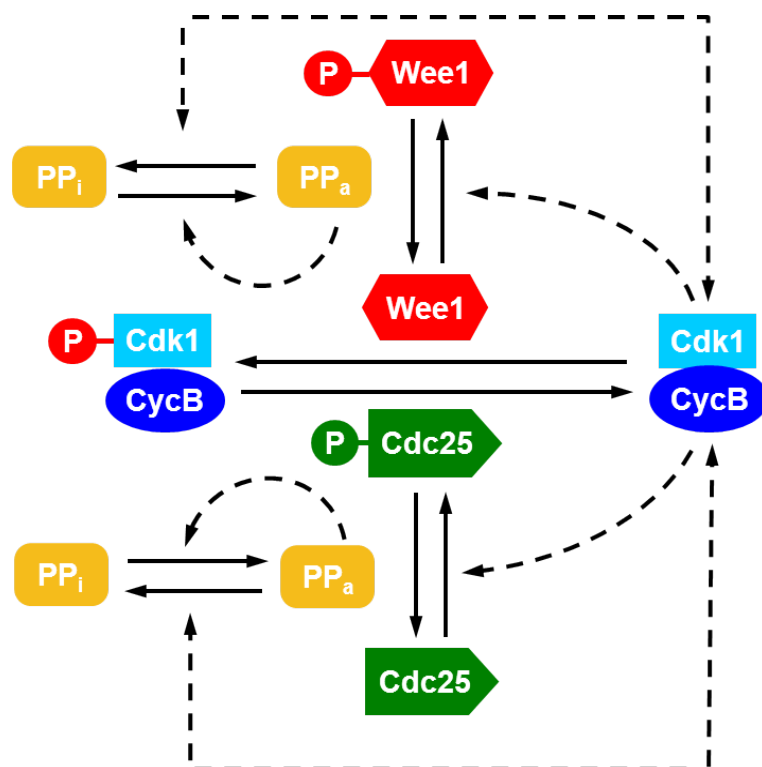 P Wee1
PPi PPa
Wee1
P Cdk1 Cdk1
CycB CycB
P Cdc25
PPi PPa
Cdc25